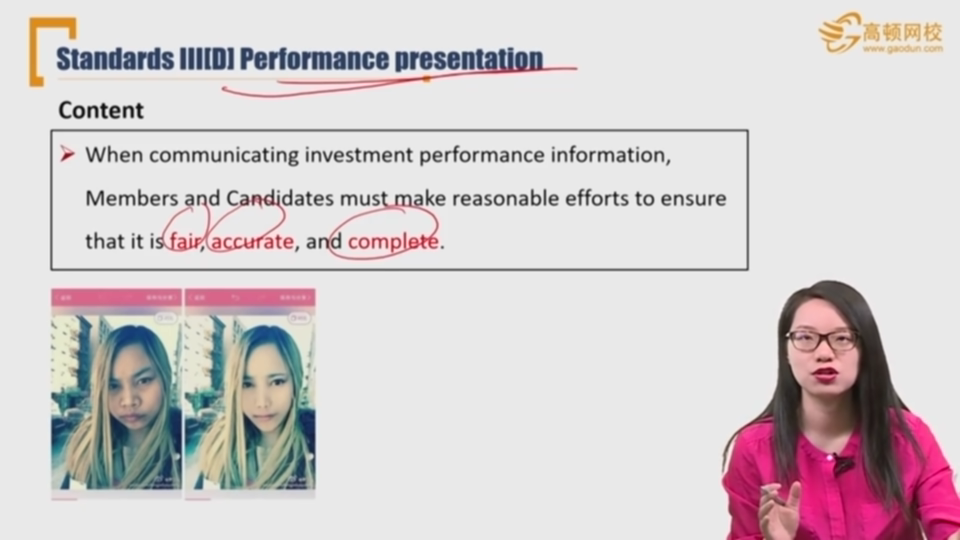 Standards III[D] Performance presentation
高顿网校
www.gaodun.com
Content
When communicating investment performance information,
Members and Candidates must make reasonable efforts to ensure
that it is fair, accurate, and complete.